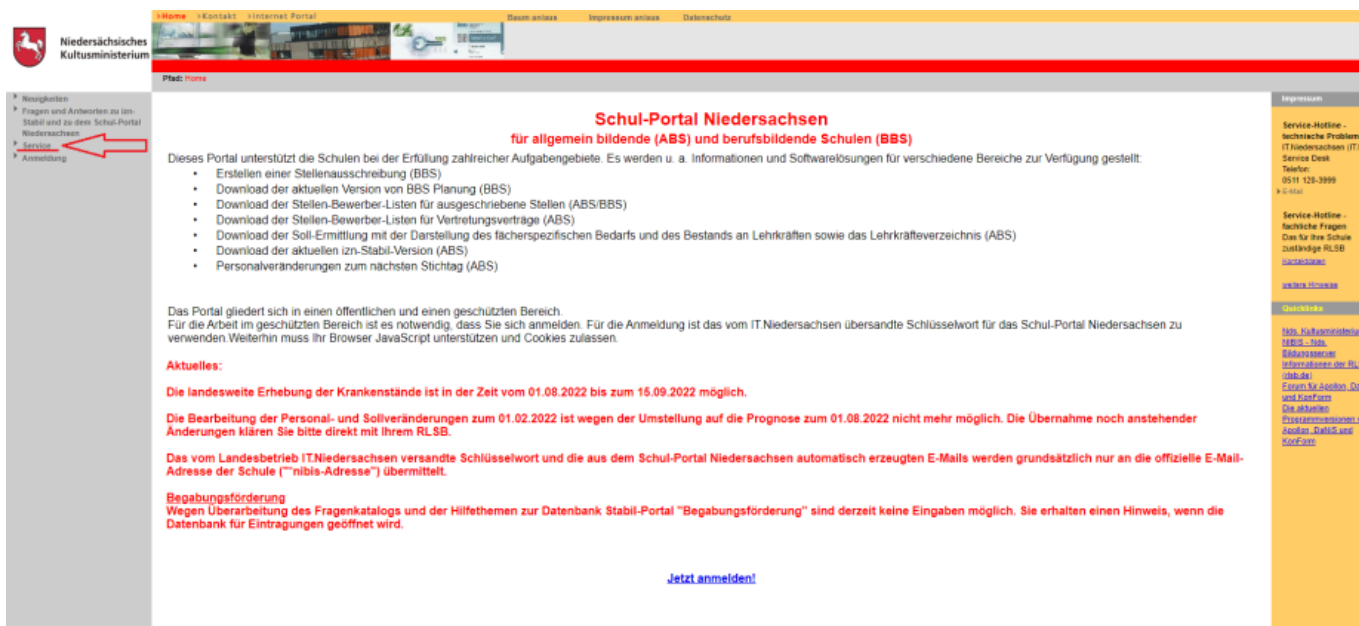 >Home >Kontakt >Internet Portal Baum anlaus Impressum anlaus Datenschutz
Niedersächsisches
Kultusministerium
Pfad: Home
Neuigkeiten
Fragen und Antworten zu izn-
Stabil und zu dem Schul-Portal
Niedersachsen
Service
Anmeldung
Schul-Portal Niedersachsen
für allgemein bildende (ABS) und berufsbildende Schulen (BBS)
Dieses Portal unterstützt die Schulen bei der Erfüllung zahlreicher Aufgabengebiete. Es werden u. a. Informationen und Softwarelösungen für verschiedene Bereiche zur Verfügung gestellt:
• Erstellen einer Stellenausschreibung (BBS)
• Download der aktuellen Version von BBS Planung (BBS)
• Download der Stellen-Bewerber-Listen für ausgeschriebene Stellen (ABS/BBS)
• Download der Stellen-Bewerber-Listen für Vertretungsverträge (ABS)
• Download der Soll-Ermittlung mit der Darstellung des fächerspezifischen Bedarfs und des Bestands an Lehrkräften sowie das Lehrkräfteverzeichnis (ABS)
• Download der aktuellen izn-Stabil-Version (ABS)
• Personalveränderungen zum nächsten Stichtag (ABS)
Das Portal gliedert sich in einen öffentlichen und einen geschützten Bereich.
Für die Arbeit im geschützten Bereich ist es notwendig, dass Sie sich anmelden. Für die Anmeldung ist das vom IT.Niedersachsen übersandte Schlüsselwort für das Schul-Portal Niedersachsen zu
verwenden.Weiterhin muss Ihr Browser JavaScript unterstützen und Cookies zulassen.
Aktuelles:
Die landesweite Erhebung der Krankenstände ist in der Zeit vom 01.08.2022 bis zum 15.09.2022 möglich.
Die Bearbeitung der Personal- und Sollveränderungen zum 01.02.2022 ist wegen der Umstellung auf die Prognose zum 01.08.2022 nicht mehr möglich. Die Übernahme noch anstehender
Änderungen klären Sie bitte direkt mit Ihrem RLSB.
Das vom Landesbetrieb IT.Niedersachsen versandte Schlüsselwort und die aus dem Schul-Portal Niedersachsen automatisch erzeugten E-Mails werden grundsätzlich nur an die offizielle E-Mail-
Adresse der Schule (""nibis-Adresse") übermittelt.
Begabungsförderung
Wegen Überarbeitung des Fragenkatalogs und der Hilfethemen zur Datenbank Stabil-Portal "Begabungsförderung" sind derzeit keine Eingaben möglich. Sie erhalten einen Hinweis, wenn die
Datenbank für Eintragungen geöffnet wird.
Jetzt anmelden!
Impressum
Service-Hotline -
technische Problem
IT.Niedersachsen (IT.
Service Desk
Telefon:
0511 120-3999
E-Mail
Service-Hotline -
fachliche Fragen
Das für Ihre Schule
zuständige RLSB
Kontaktdaten
weitere Hinweise
Quicklinks
Nds. Kultusministeriu
NIBIS - Nds.
Bildungsserver
Informationen der RL
(rlsb.de)
Forum für Apollon, Da
und KonForm
Die aktuellen
Programmversionen
Apollon, DaNiS und
KonForm